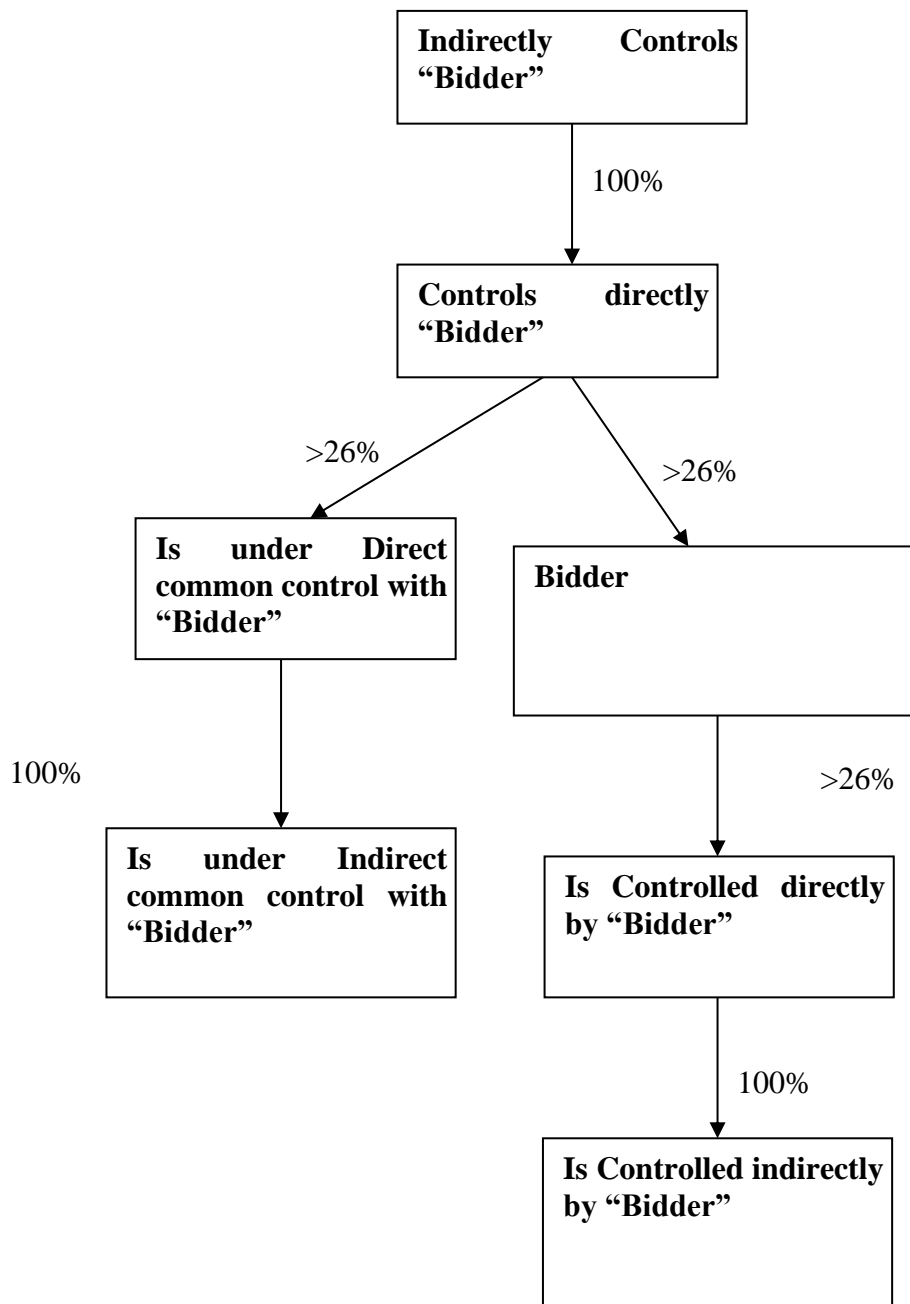 Indirectly Controls
“Bidder”
100%
Controls directly
“Bidder”
>26%
>26%
Is under Direct
common control with
“Bidder”
Bidder
100%
>26%
Is under Indirect
common control with
“Bidder”
Is Controlled directly
by “Bidder”
100%
Is Controlled indirectly
by “Bidder”